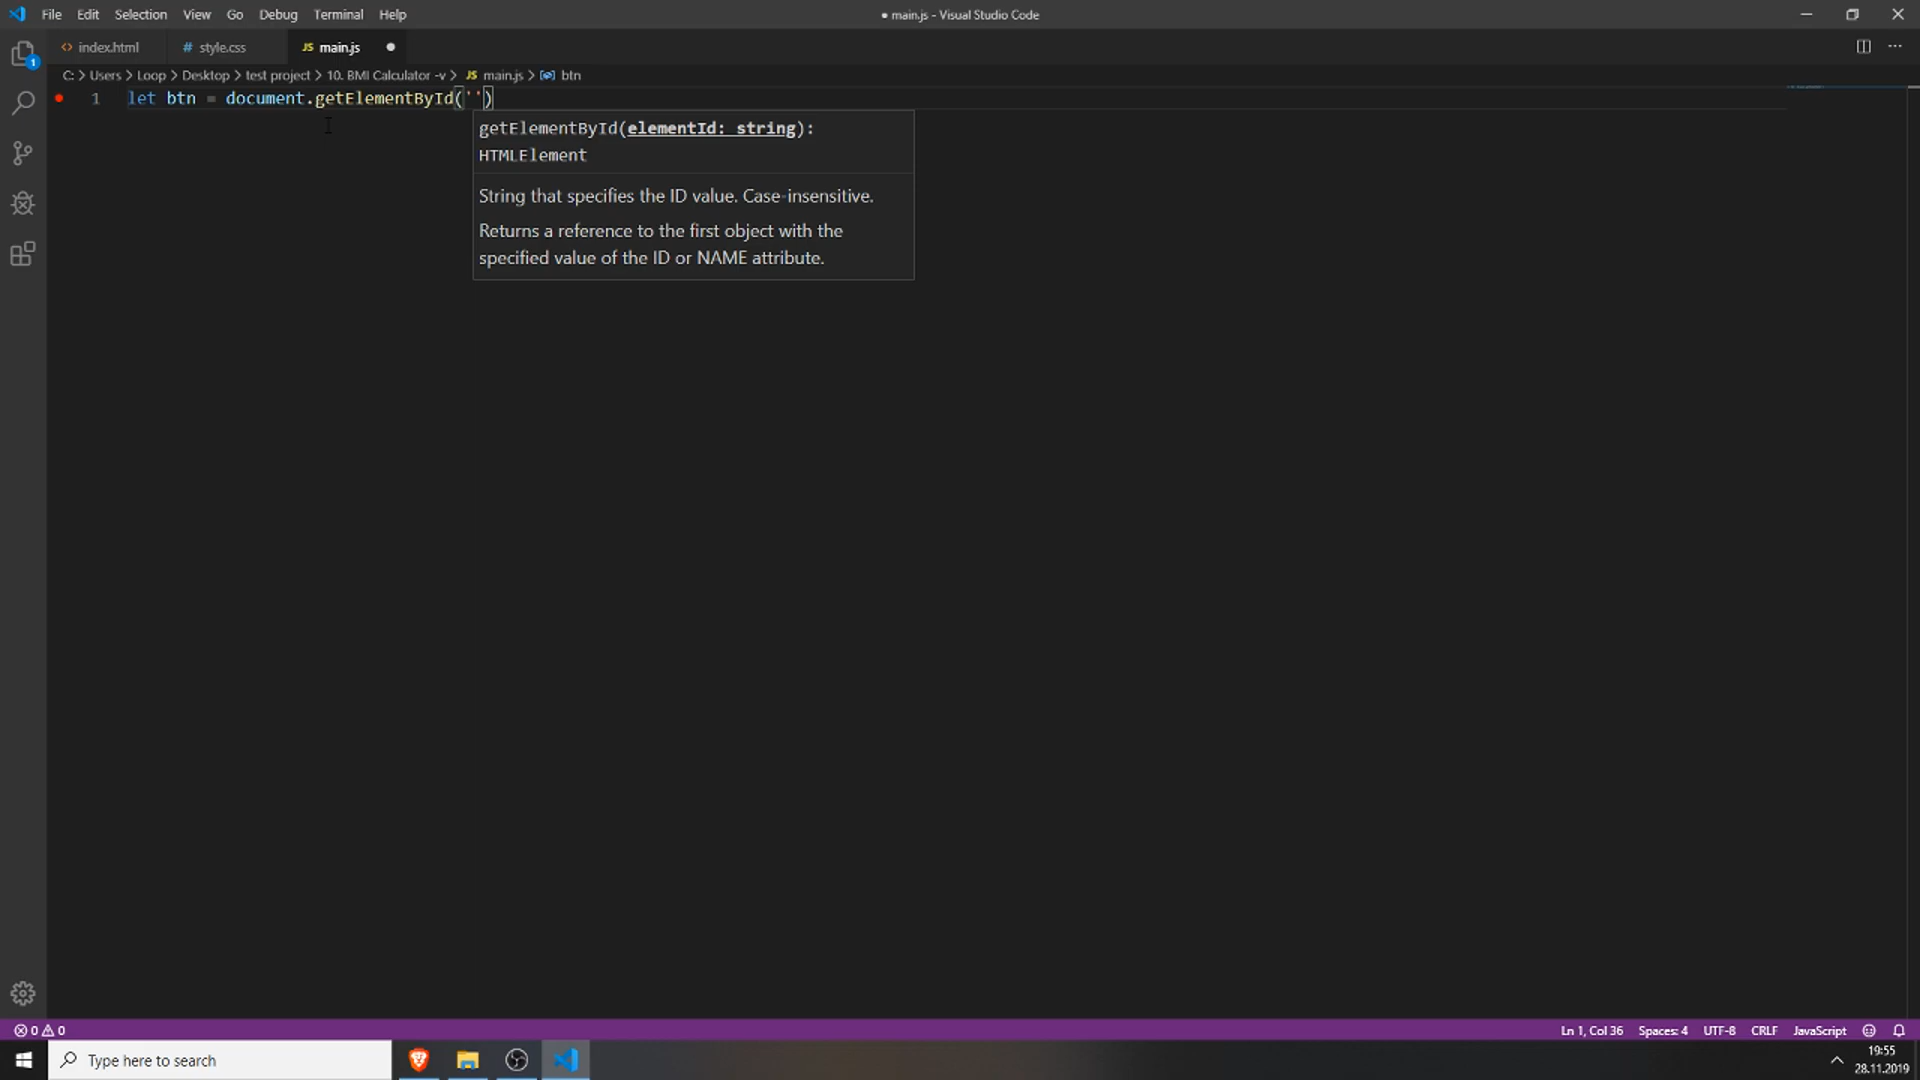 File Edit Selection View Go Debug Terminal Help
● main.js - Visual Studio Code
<> index.html # style.css JS main.js ●
C: > Users > Loop > Desktop > test project > 10. BMI Calculator -v > JS main.js > btn
1 let btn = document.getElementById('')
getElementById(elementId: string):
HTMLElement
String that specifies the ID value. Case-insensitive.
Returns a reference to the first object with the
specified value of the ID or NAME attribute.
1
0 0
Ln 1, Col 36 Spaces: 4 UTF-8 CRLF JavaScript
Type here to search
19:55
28.11.2019